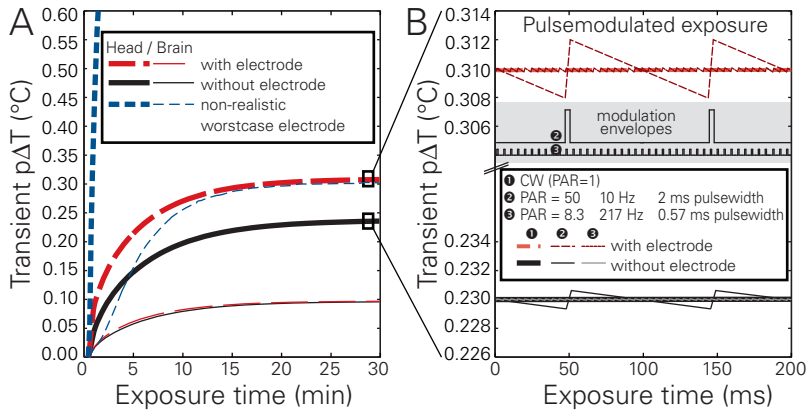 A
Transient p∆T (°C)
0.60
0.55
0.50
0.45
0.40
0.35
0.30
0.25
0.20
0.15
0.10
0.05
0.00
Head / Brain
with electrode
without electrode
non-realistic
worstcase electrode
0 5 10 15 20 25 30
Exposure time (min)
B
Pulsemodulated exposure
Transient p∆T (°C)
0.314
0.312
0.310
0.308
0.306
0.234
0.232
0.230
0.228
0.226
modulation
envelopes
❷
❸
❶ CW (PAR=1)
❷ PAR = 50 10 Hz 2 ms pulsewidth
❸ PAR = 8.3 217 Hz 0.57 ms pulsewidth
❶ ❷ ❸
with electrode
without electrode
0 50 100 150 200
Exposure time (ms)